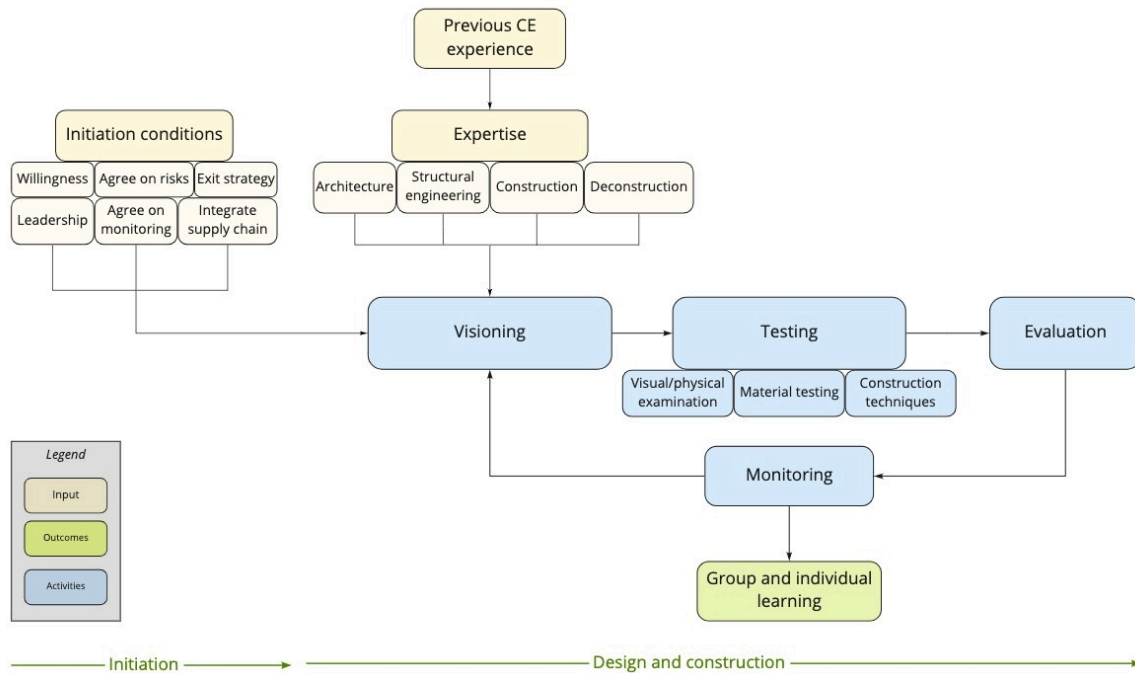 Previous CE
experience
Initiation conditions
Willingness
Agree on risks
Exit strategy
Leadership
Agree on
monitoring
Integrate
supply chain
Expertise
Architecture
Structural
engineering
Construction
Deconstruction
Visioning
Testing
Evaluation
Visual/physical
examination
Material testing
Construction
techniques
Monitoring
Group and individual
learning
Legend
Input
Outcomes
Activities
Initiation
Design and construction